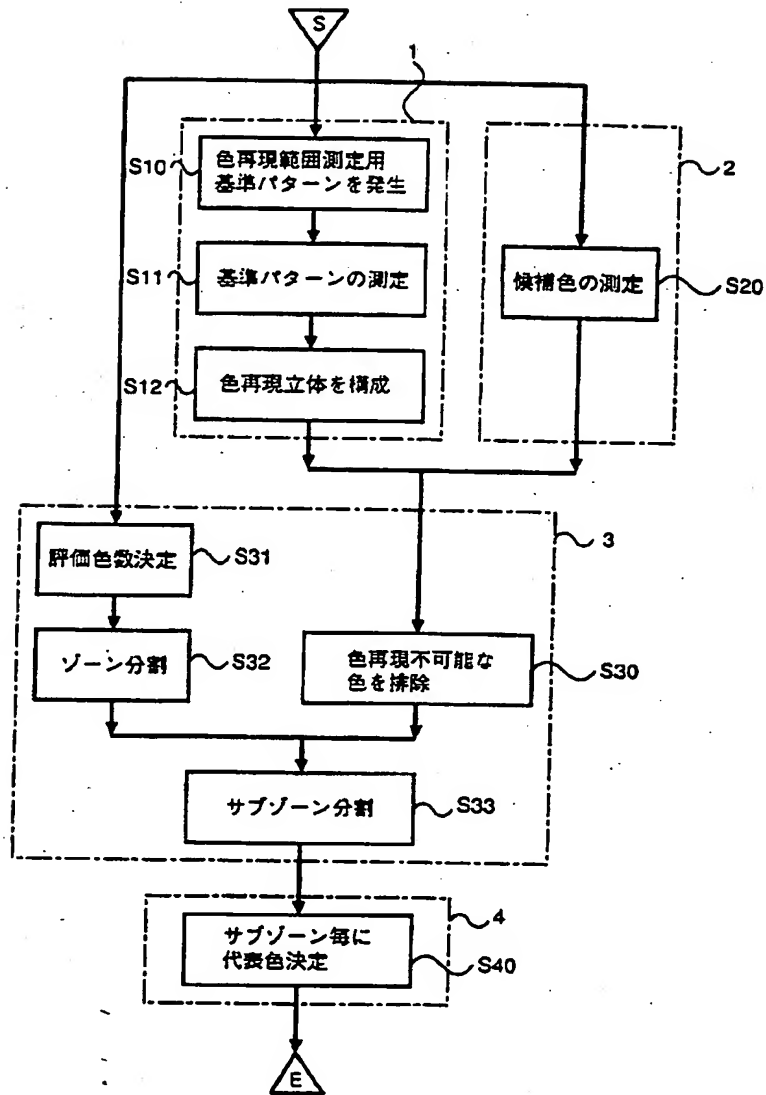 S
1
S10
色再現範囲測定用
基準パターンを発生
2
S11
基準パターンの測定
候補色の測定
S20
S12
色再現立体を構成
3
評価色数決定
S31
ゾーン分割
S32
色再現不可能な
色を排除
S30
サブゾーン分割
S33
4
サブゾーン毎に
代表色決定
S40
E